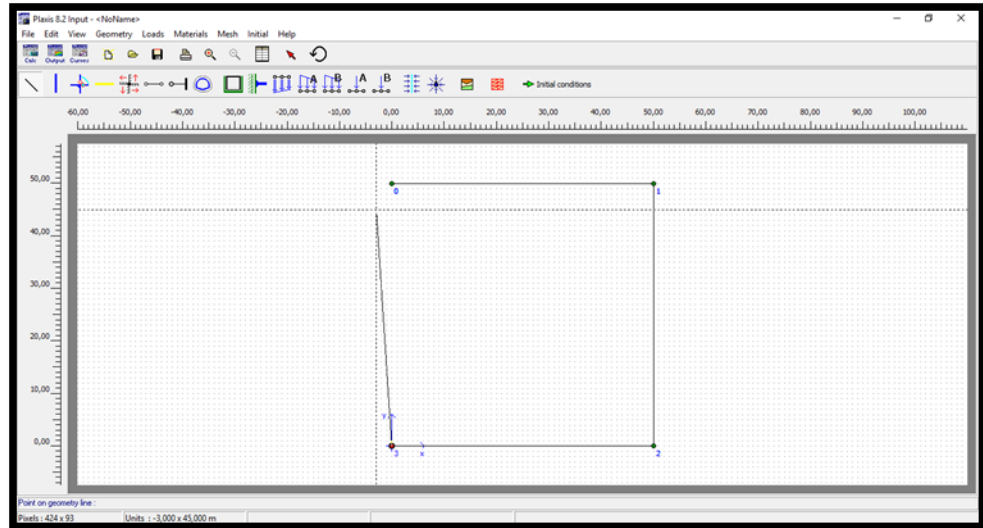 Plaxis 8.2 Input - <NoName>
File Edit View Geometry Loads Materials Mesh Initial Help
Calc Output Curves
A B A B Initial conditions
-60,00 -50,00 -40,00 -30,00 -20,00 -10,00 0,00 10,00 20,00 30,00 40,00 50,00 60,00 70,00 80,00 90,00 100,00
50,00
0 1
40,00
30,00
20,00
10,00
y
0,00
3 x 2
Point on geometry line :
Pixels : 424 x 93 Units : -3,000 x 45,000 m